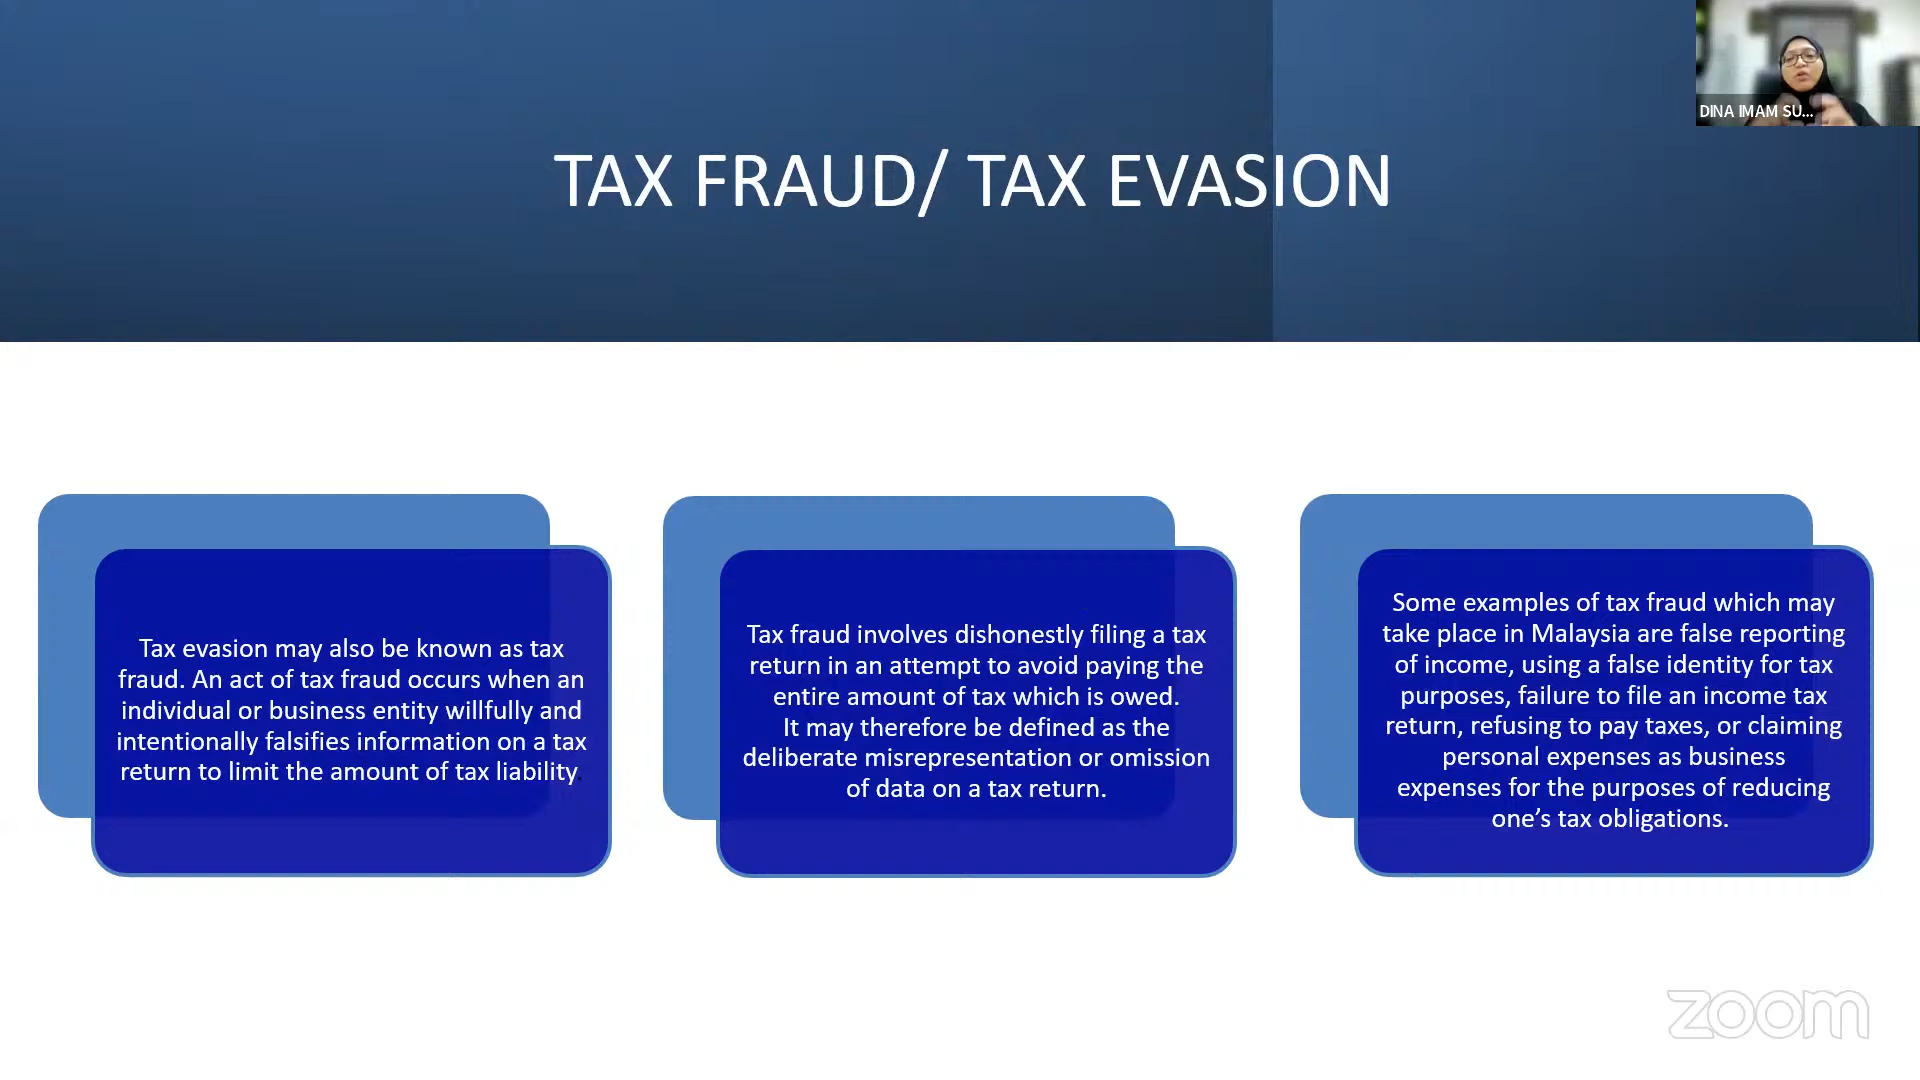 DINA IMAM SU...
TAX FRAUD/ TAX EVASION
Tax evasion may also be known as tax
fraud. An act of tax fraud occurs when an
individual or business entity willfully and
intentionally falsifies information on a tax
return to limit the amount of tax liability.
Tax fraud involves dishonestly filing a tax
return in an attempt to avoid paying the
entire amount of tax which is owed.
It may therefore be defined as the
deliberate misrepresentation or omission
of data on a tax return.
Some examples of tax fraud which may
take place in Malaysia are false reporting
of income, using a false identity for tax
purposes, failure to file an income tax
return, refusing to pay taxes, or claiming
personal expenses as business
expenses for the purposes of reducing
one’s tax obligations.
zoom